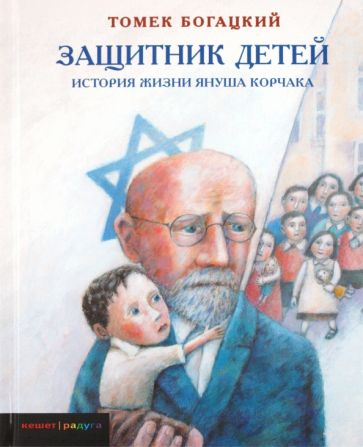 ТОМЕК БОГАЦКИЙ
ЗАЩИТНИК ДЕТЕЙ
ИСТОРИЯ ЖИЗНИ ЯНУША КОРЧАКА
кешет|радуга